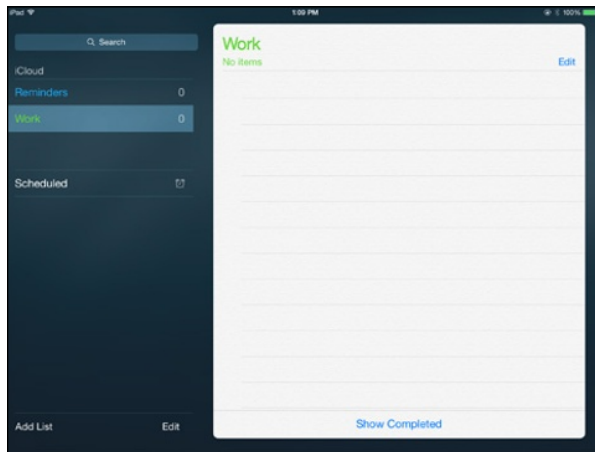 iPad 1:09 PM 100%
Search
iCloud
Reminders 0
Work 0
Scheduled
Add List Edit
Work
No items Edit
Show Completed